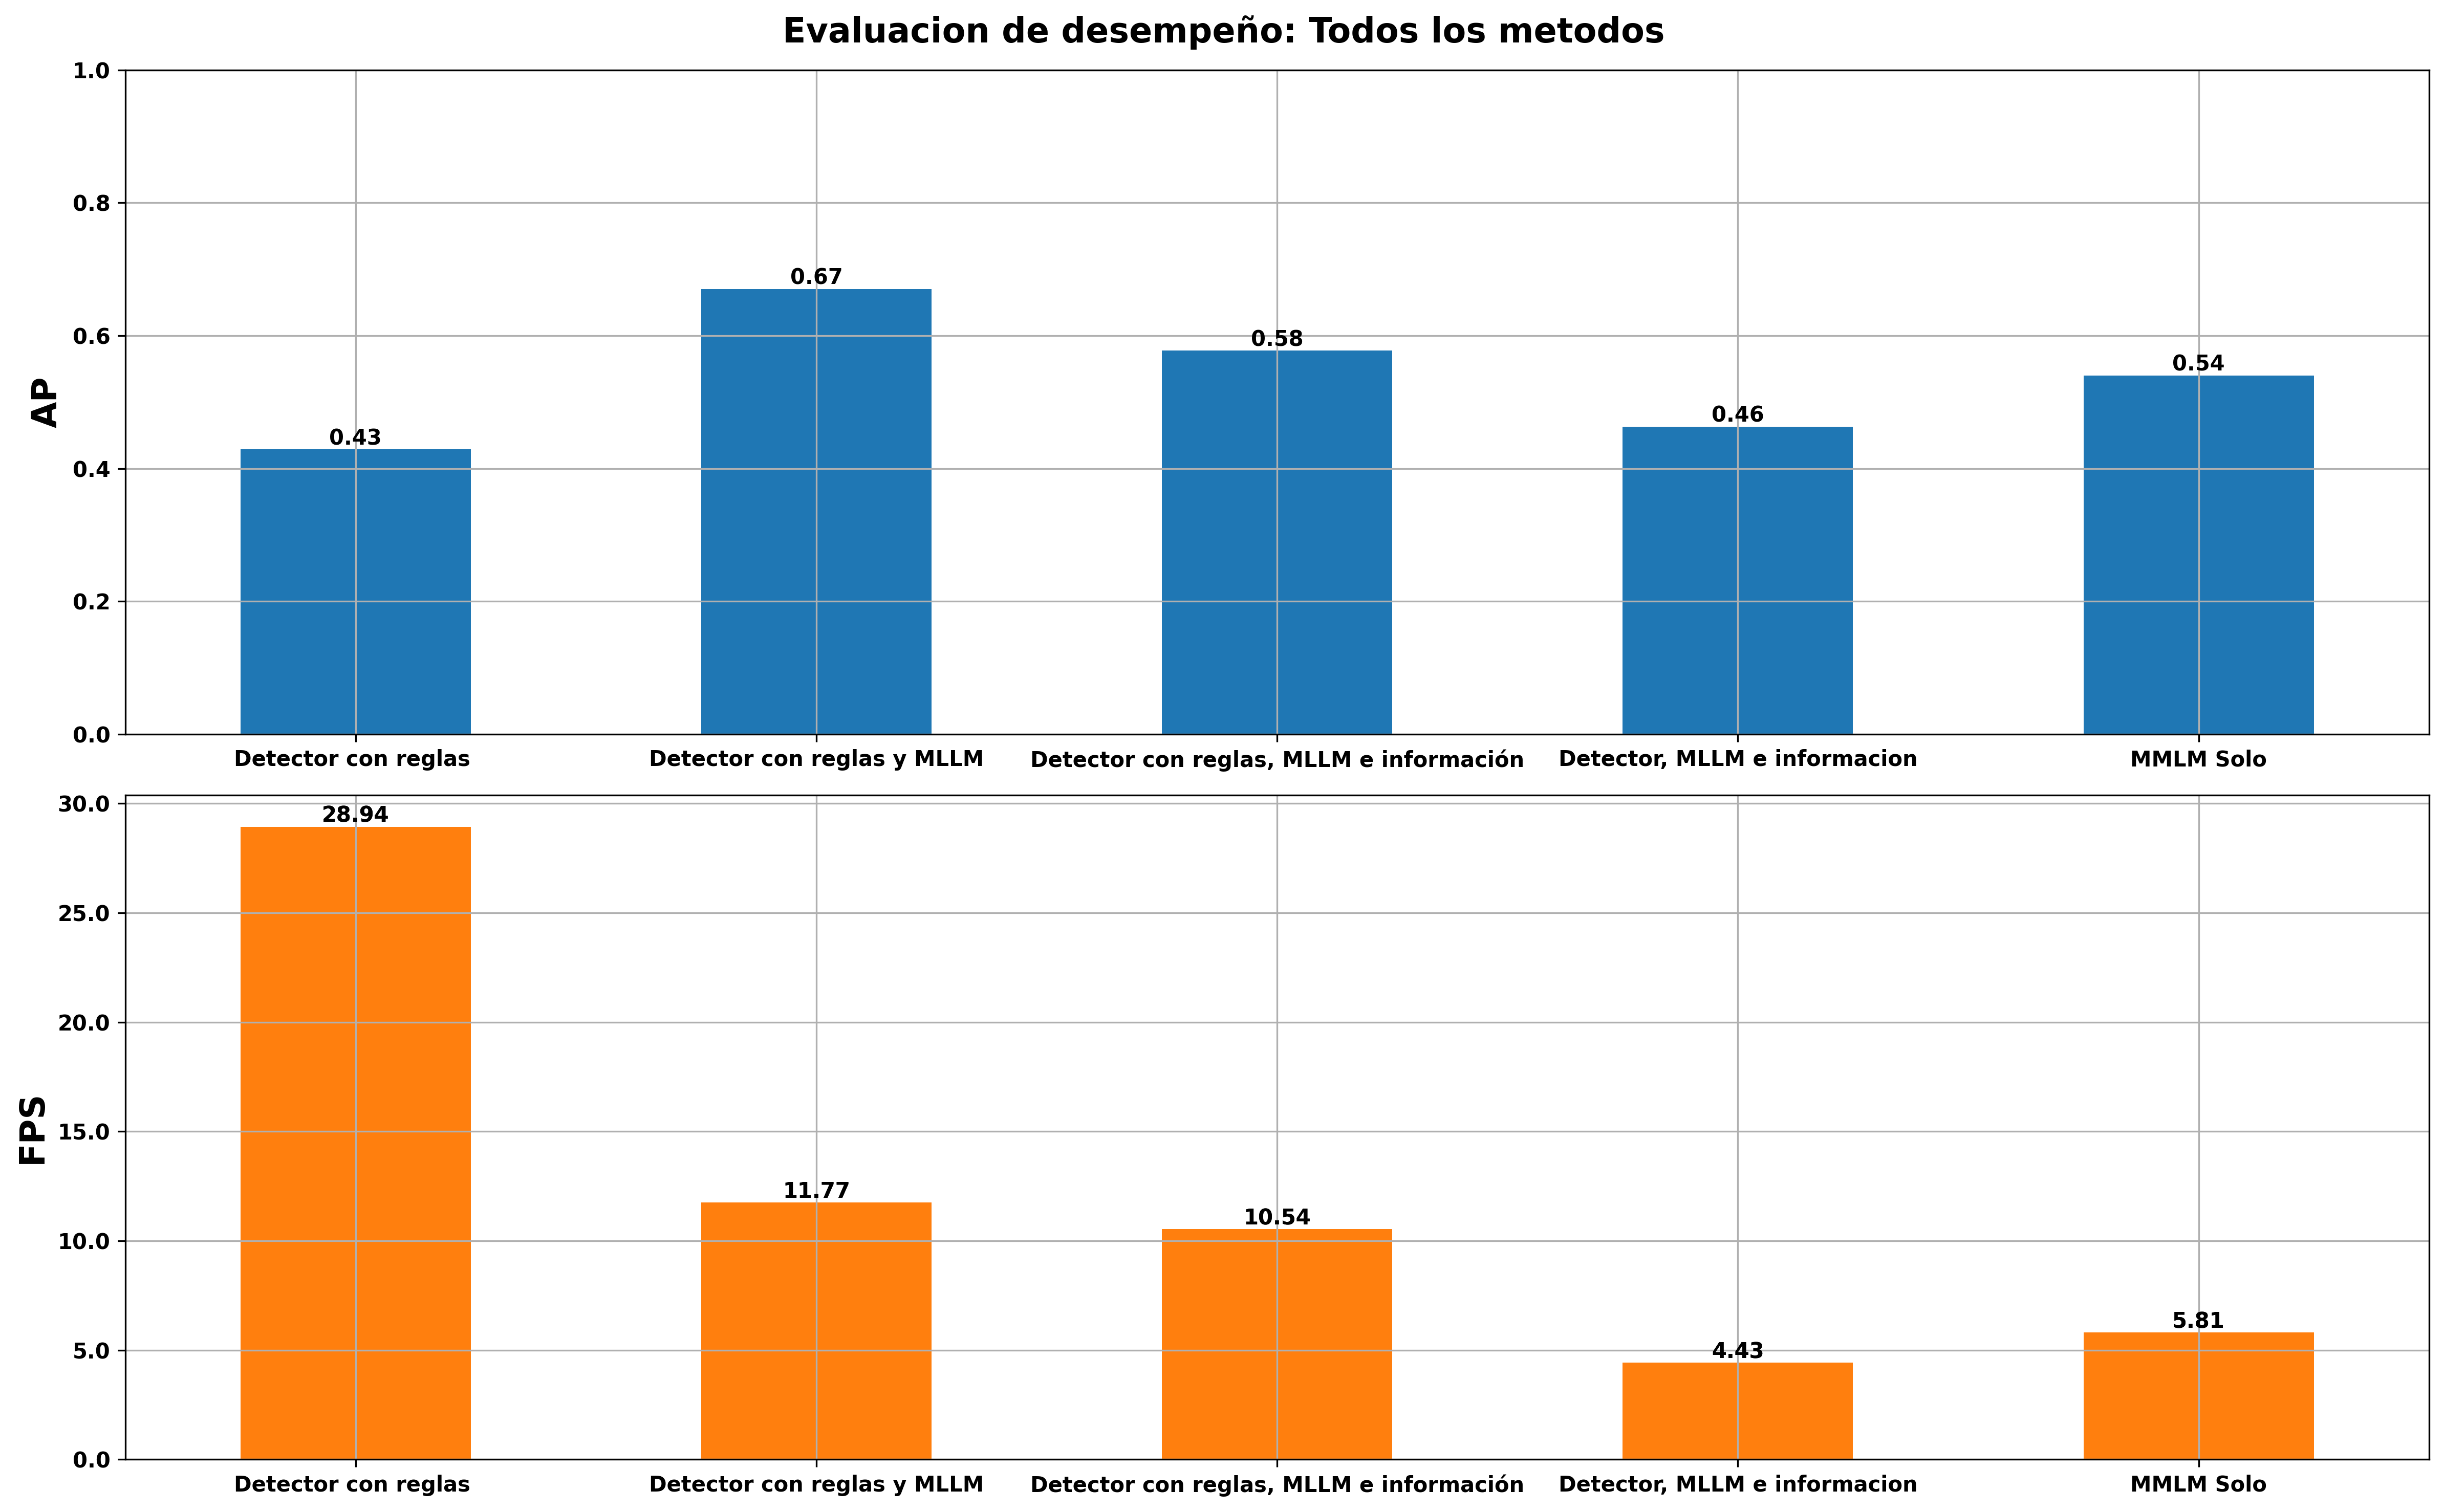 Evaluacion de desempeño: Todos los metodos
AP
1.0
0.8
0.6
0.4
0.2
0.0
0.43
0.67
0.58
0.46
0.54
Detector con reglas
Detector con reglas y MLLM
Detector con reglas, MLLM e información
Detector, MLLM e informacion
MMLM Solo
FPS
30.0
25.0
20.0
15.0
10.0
5.0
0.0
28.94
11.77
10.54
4.43
5.81
Detector con reglas
Detector con reglas y MLLM
Detector con reglas, MLLM e información
Detector, MLLM e informacion
MMLM Solo